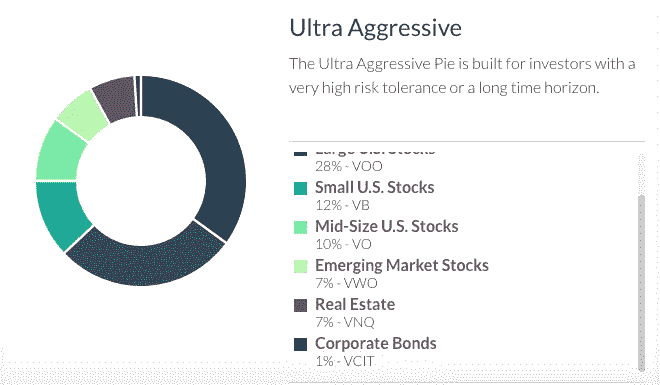 Ultra Aggressive
The Ultra Aggressive Pie is built for investors with a
very high risk tolerance or a long time horizon.
Large U.S. Stocks
28% - VOO
Small U.S. Stocks
12% - VB
Mid-Size U.S. Stocks
10% - VO
Emerging Market Stocks
7% - VWO
Real Estate
7% - VNQ
Corporate Bonds
1% - VCIT